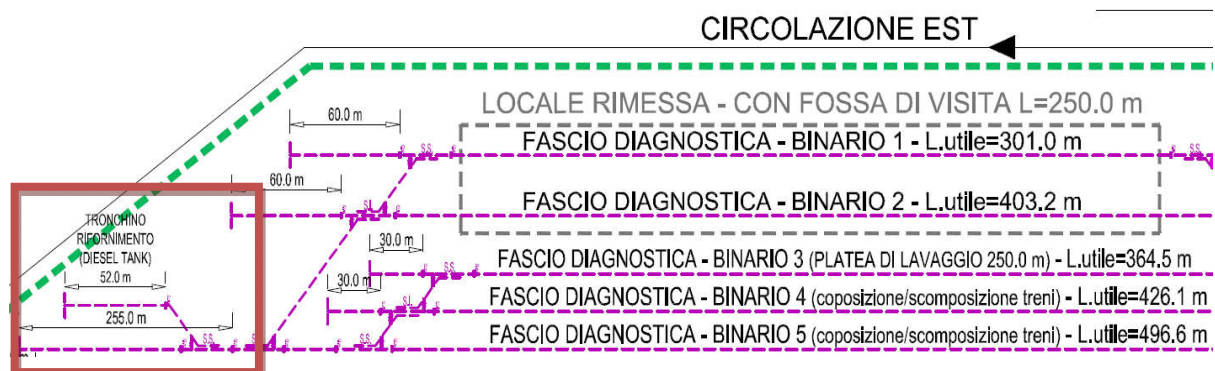 CIRCOLAZIONE EST
LOCALE RIMESSA - CON FOSSA DI VISITA L=250.0 m
60.0 m
FASCIO DIAGNOSTICA - BINARIO 1 - L.utile=301.0 m
S.S.
S.S.
60.0 m
FASCIO DIAGNOSTICA - BINARIO 2 - L.utile=403.2 m
S.I.
TRONCHINO
RIFORNIMENTO
(DIESEL TANK)
30.0 m
FASCIO DIAGNOSTICA - BINARIO 3 (PLATEA DI LAVAGGIO 250.0 m) - L.utile=364.5 m
S.S.
52.0 m
30.0 m
FASCIO DIAGNOSTICA - BINARIO 4 (coposizione/scomposizione treni) - L.utile=426.1 m
S.I.
255.0 m
FASCIO DIAGNOSTICA - BINARIO 5 (coposizione/scomposizione treni) - L.utile=496.6 m
S.S.
S.S.
S.S.